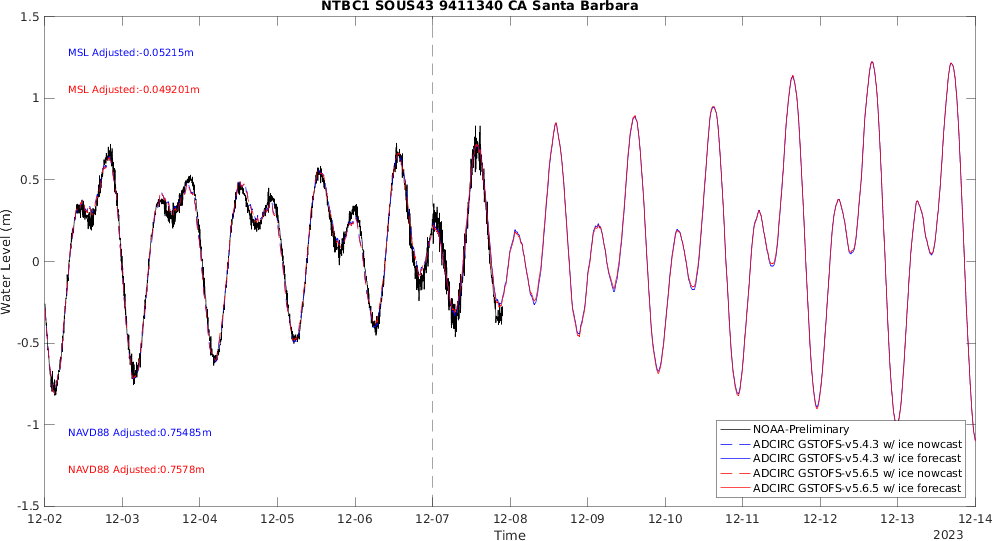 NTBC1 SOUS43 9411340 CA Santa Barbara
1.5
1
0.5
0
-0.5
-1
-1.5
Water Level (m)
MSL Adjusted:-0.05215m
MSL Adjusted:-0.049201m
NAVD88 Adjusted:0.75485m
NAVD88 Adjusted:0.7578m
NOAA-Preliminary
ADCIRC GSTOFS-v5.4.3 w/ ice nowcast
ADCIRC GSTOFS-v5.4.3 w/ ice forecast
ADCIRC GSTOFS-v5.6.5 w/ ice nowcast
ADCIRC GSTOFS-v5.6.5 w/ ice forecast
12-02 12-03 12-04 12-05 12-06 12-07 12-08 12-09 12-10 12-11 12-12 12-13 12-14
Time
2023